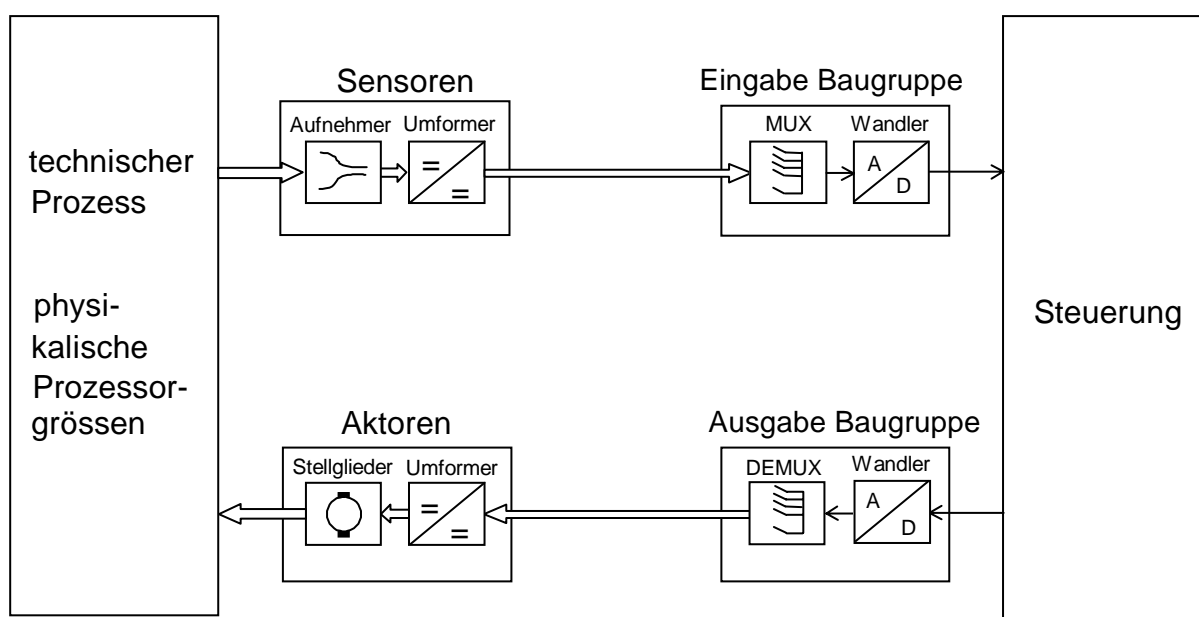 technischer
Prozess
physi-
kalische
Prozessor-
grössen
Sensoren
Aufnehmer Umformer
=
=
Eingabe Baugruppe
MUX Wandler
A
D
Steuerung
Aktoren
Stellglieder Umformer
=
=
Ausgabe Baugruppe
DEMUX Wandler
A
D